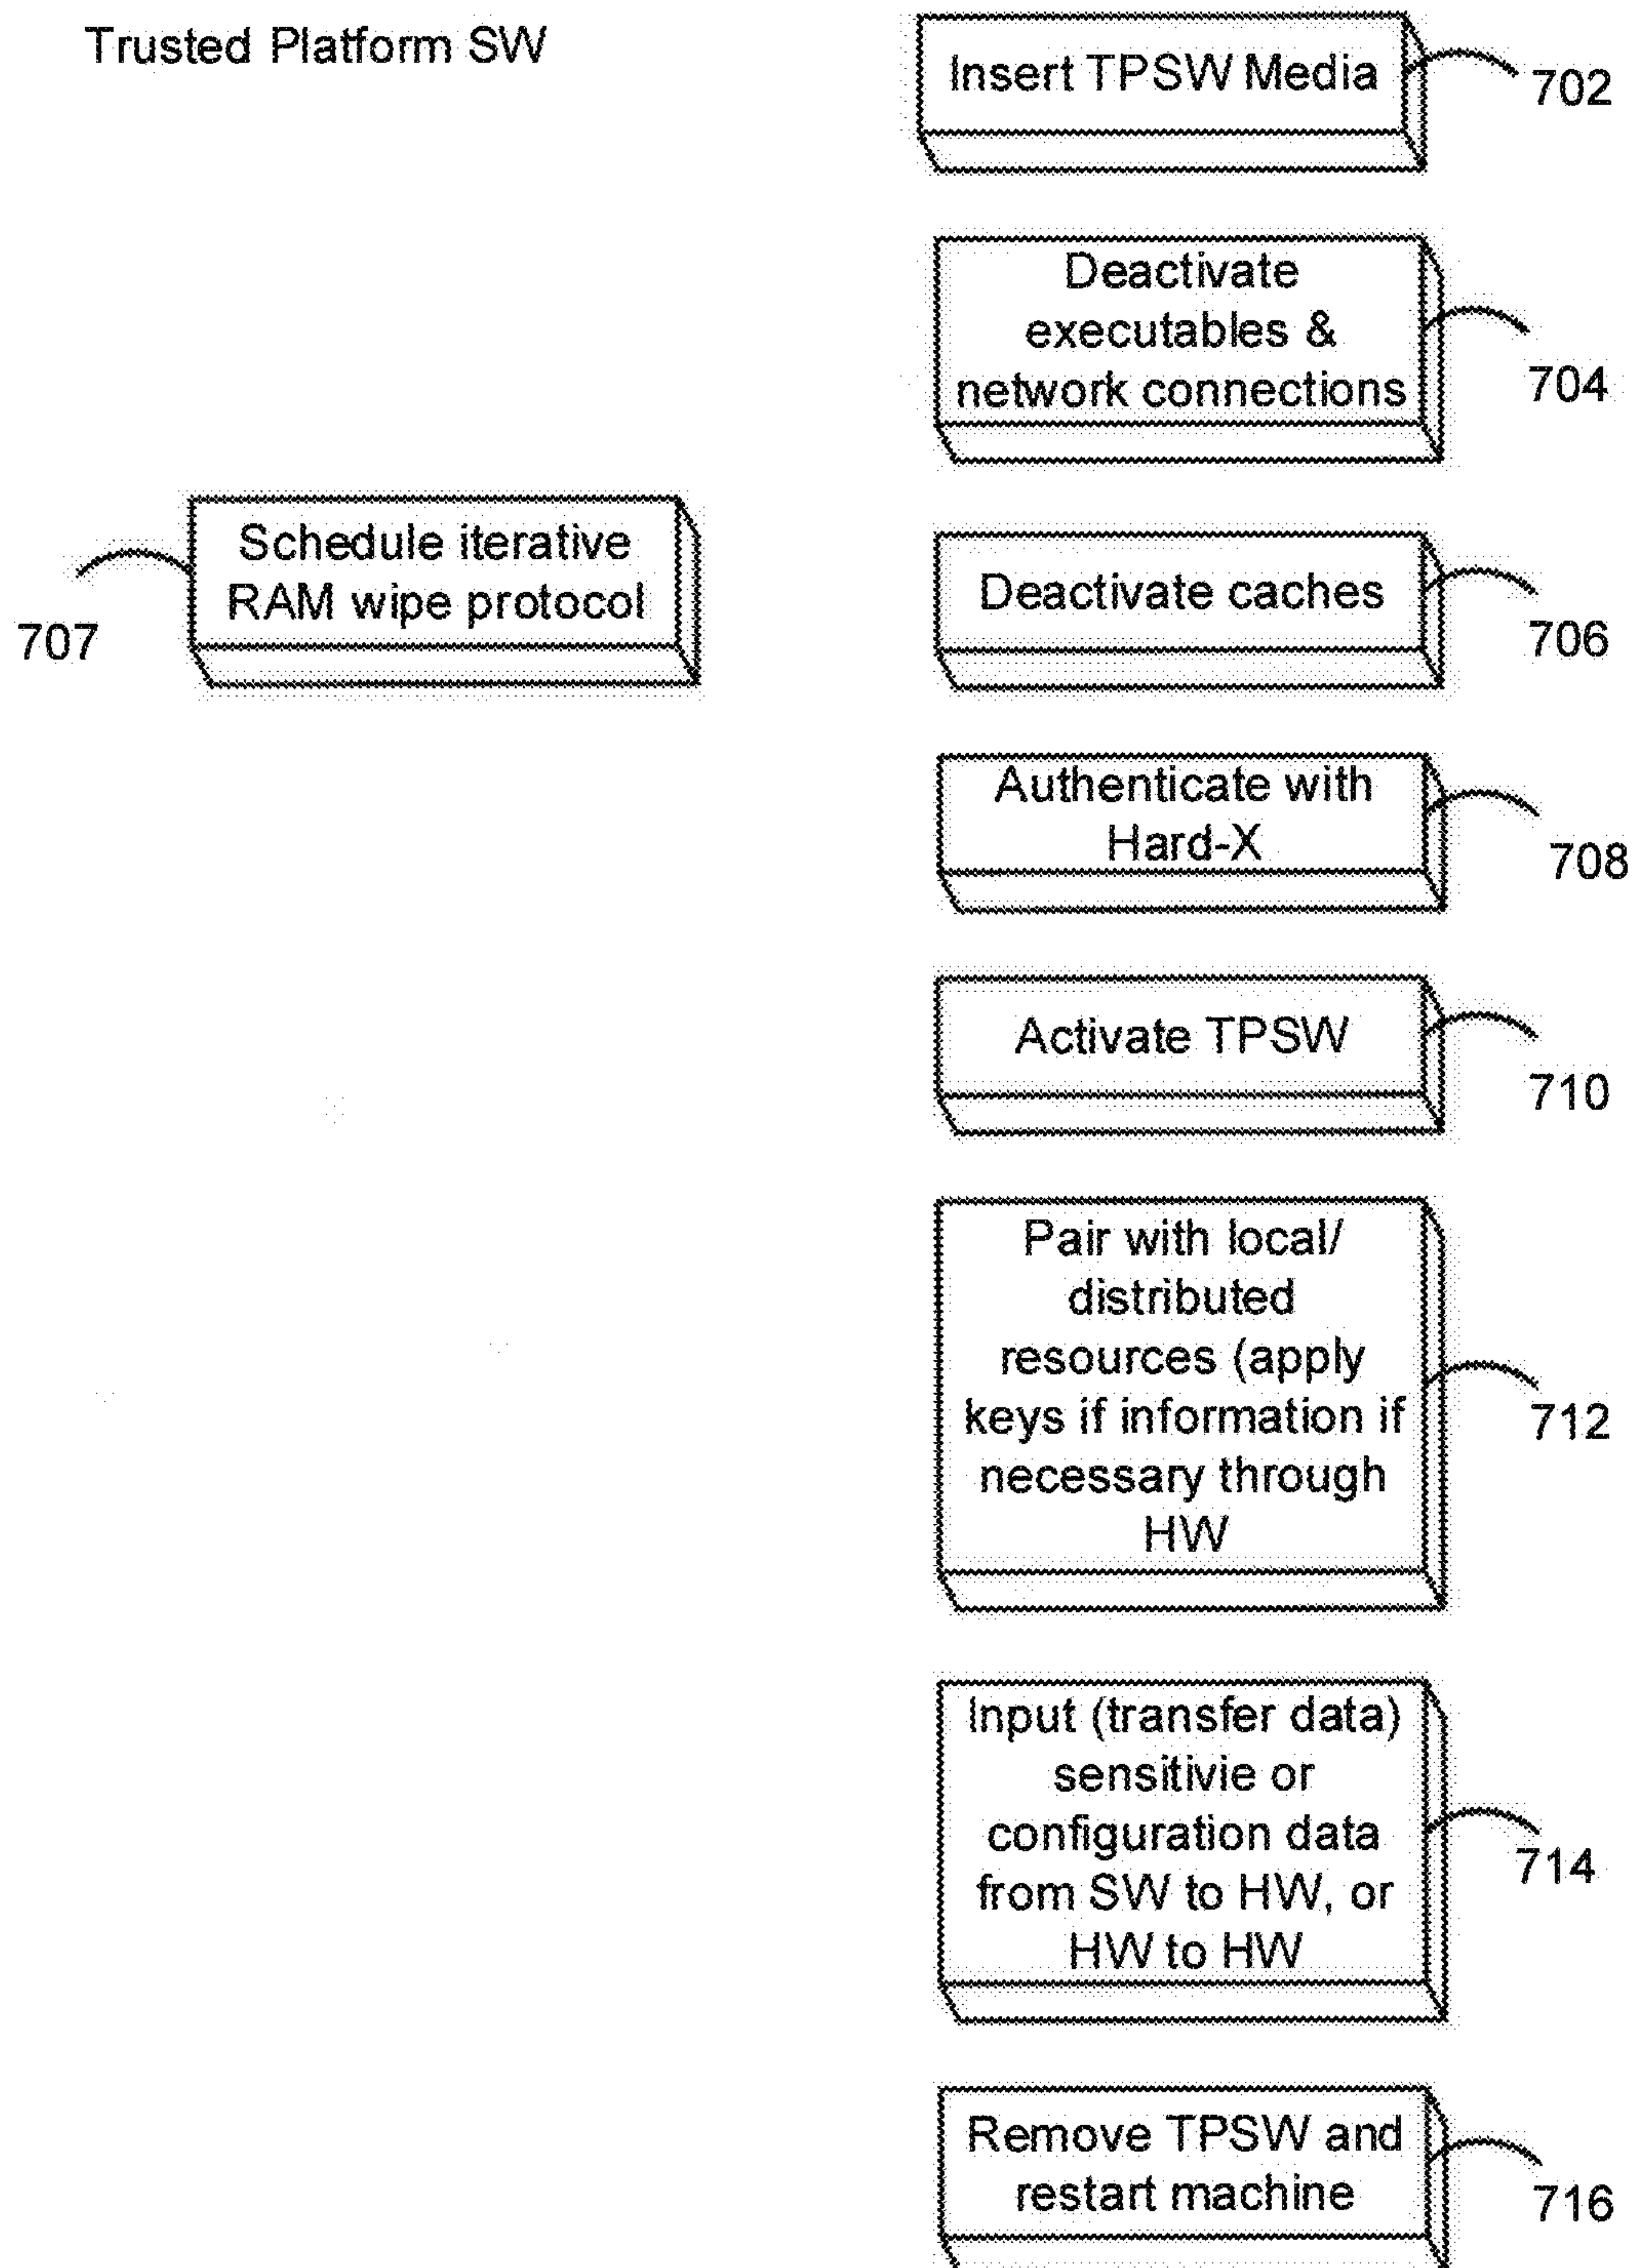 Trusted Platform SW
Insert TPSW Media
702
Deactivate
executables &
network connections
704
Schedule iterative
RAM wipe protocol
707
Deactivate caches
706
Authenticate with
Hard-X
708
Activate TPSW
710
Pair with local/
distributed
resources (apply
keys if information if
necessary through
HW
712
Input (transfer data)
sensitivie or
configuration data
from SW to HW, or
HW to HW
714
Remove TPSW and
restart machine
716